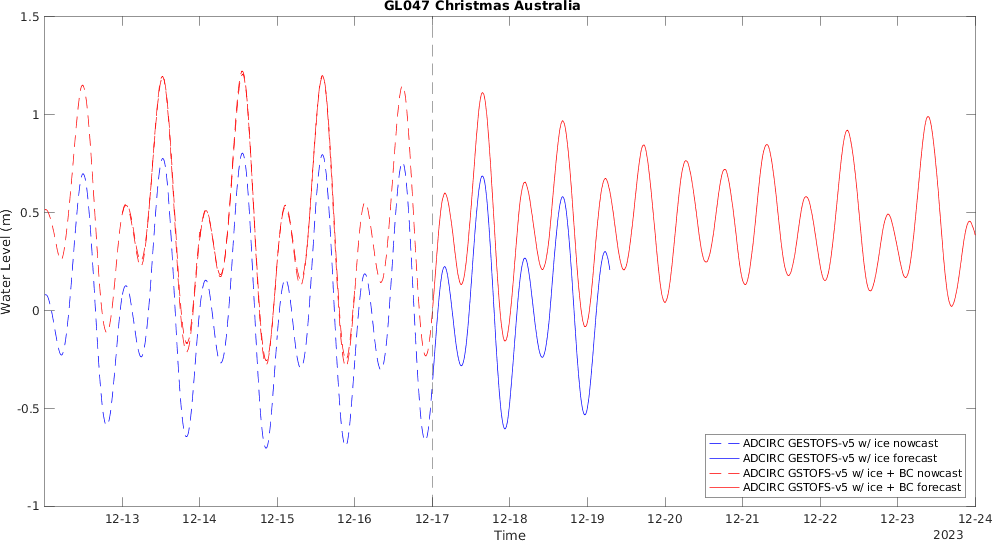 GL047 Christmas Australia
1.5
1
0.5
0
-0.5
-1
Water Level (m)
12-13
12-14
12-15
12-16
12-17
12-18
12-19
12-20
12-21
12-22
12-23
12-24
Time
2023
ADCIRC GESTOFS-v5 w/ ice nowcast
ADCIRC GESTOFS-v5 w/ ice forecast
ADCIRC GSTOFS-v5 w/ ice + BC nowcast
ADCIRC GSTOFS-v5 w/ ice + BC forecast